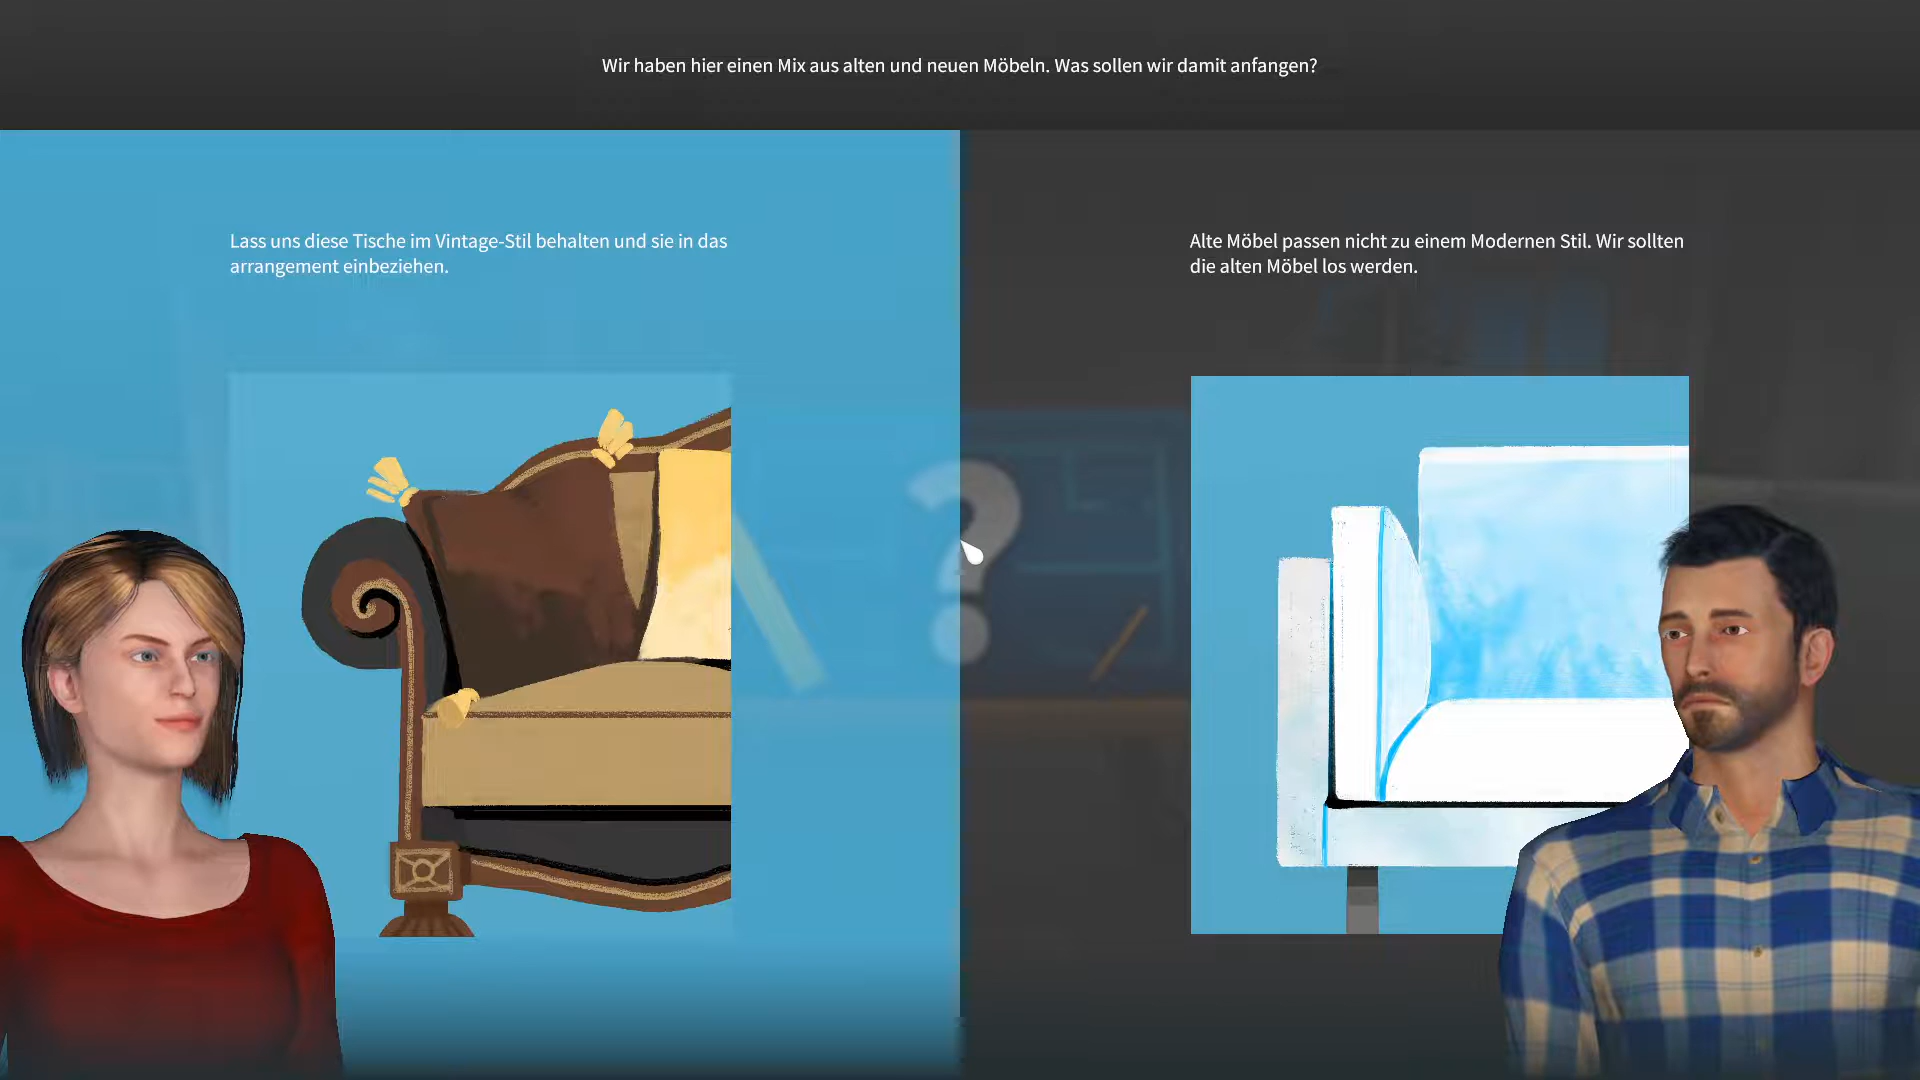 Wir haben hier einen Mix aus alten und neuen Möbeln. Was sollen wir damit anfangen?
Lass uns diese Tische im Vintage-Stil behalten und sie in das
arrangement einbeziehen.
Alte Möbel passen nicht zu einem Modernen Stil. Wir sollten
die alten Möbel los werden.
?